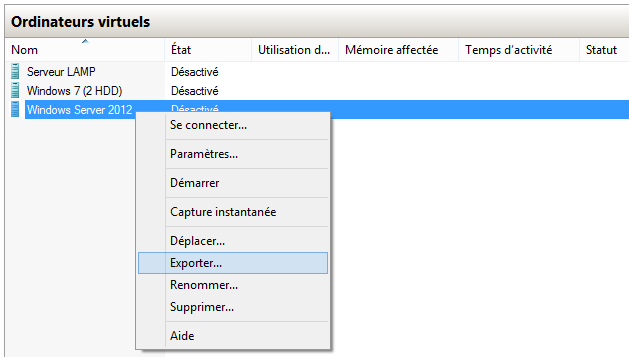 Ordinateurs virtuels
Nom État Utilisation d... Mémoire affectée Temps d'activité Statut
Serveur LAMP Désactivé
Windows 7 (2 HDD) Désactivé
Windows Server 2012 Désactivé
Se connecter...
Paramètres...
Démarrer
Capture instantanée
Déplacer...
Exporter...
Renommer...
Supprimer...
Aide